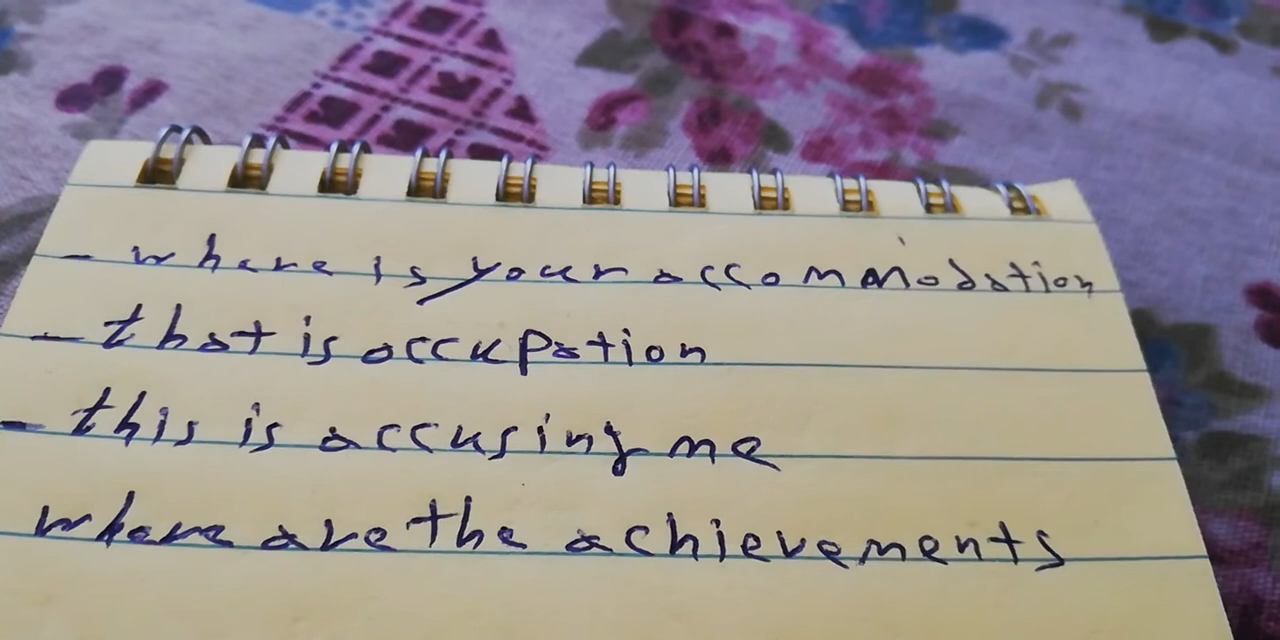 - where is your accommodation
- that is occupation
- this is accusing me
where are the achievements